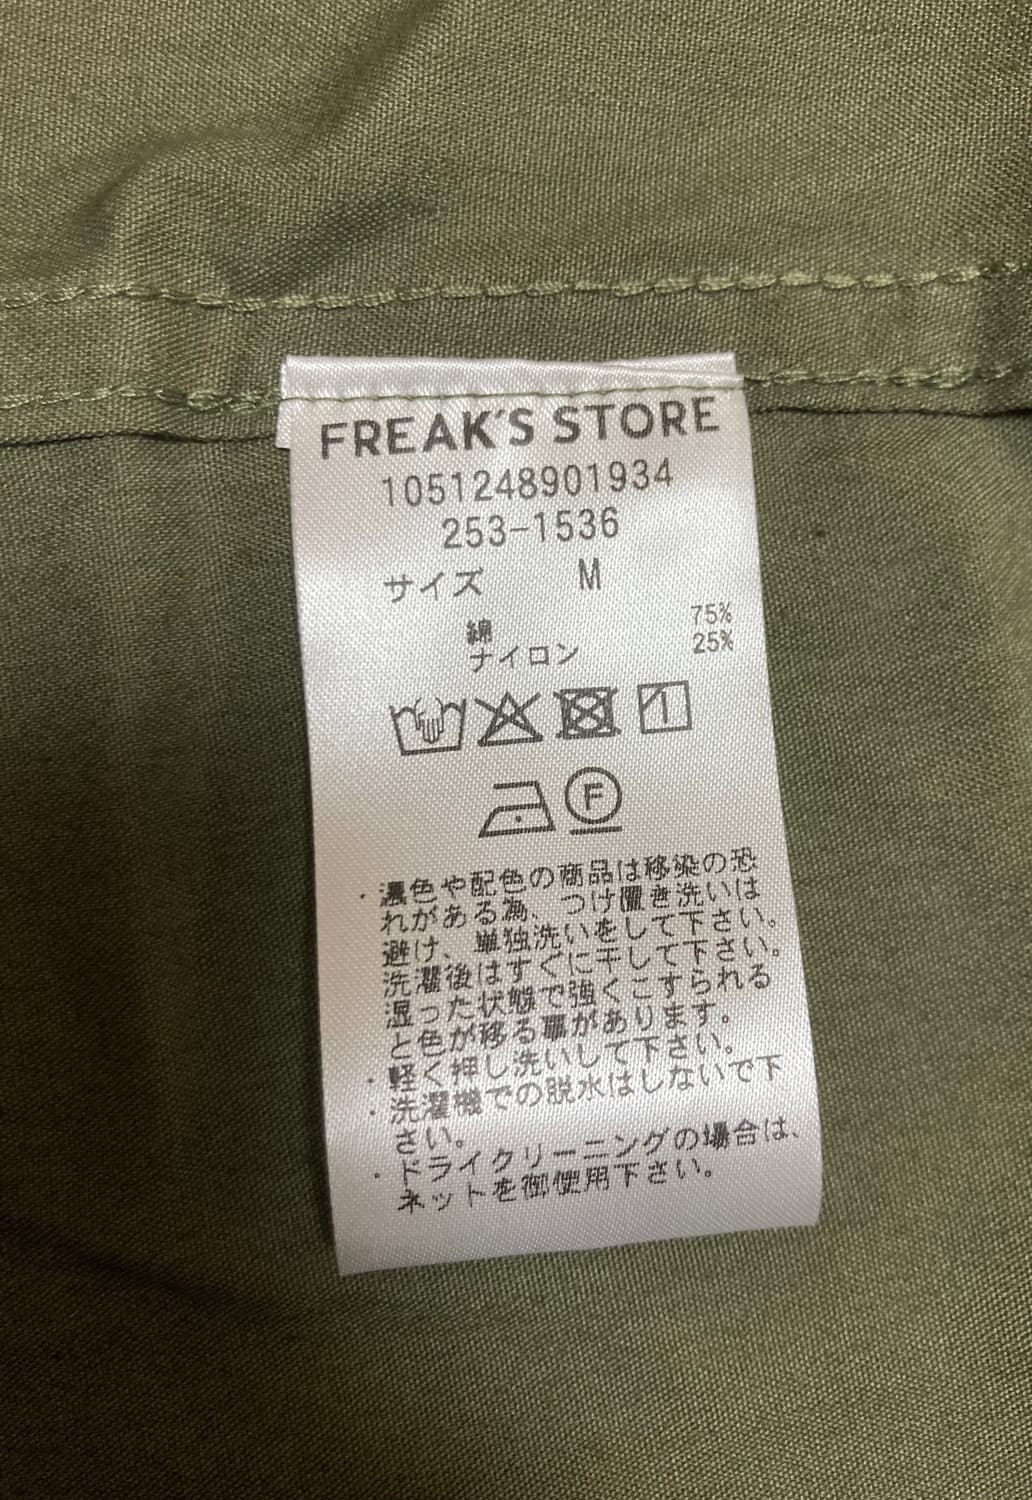 FREAK'S STORE
1051248901934
253-1536
サイズ M
綿 75%
ナイロン 25%
F
・濃色や配色の商品は移染の恐
れがある為、つけ置き洗いは
避け、単独洗いをして下さい。
洗濯後はすぐに干して下さい。
湿った状態で強くこすられる
と色が移る事があります。
・軽く押し洗いして下さい。
・洗濯機での脱水はしないで下
さい。
・ドライクリーニングの場合は、
ネットを御使用下さい。